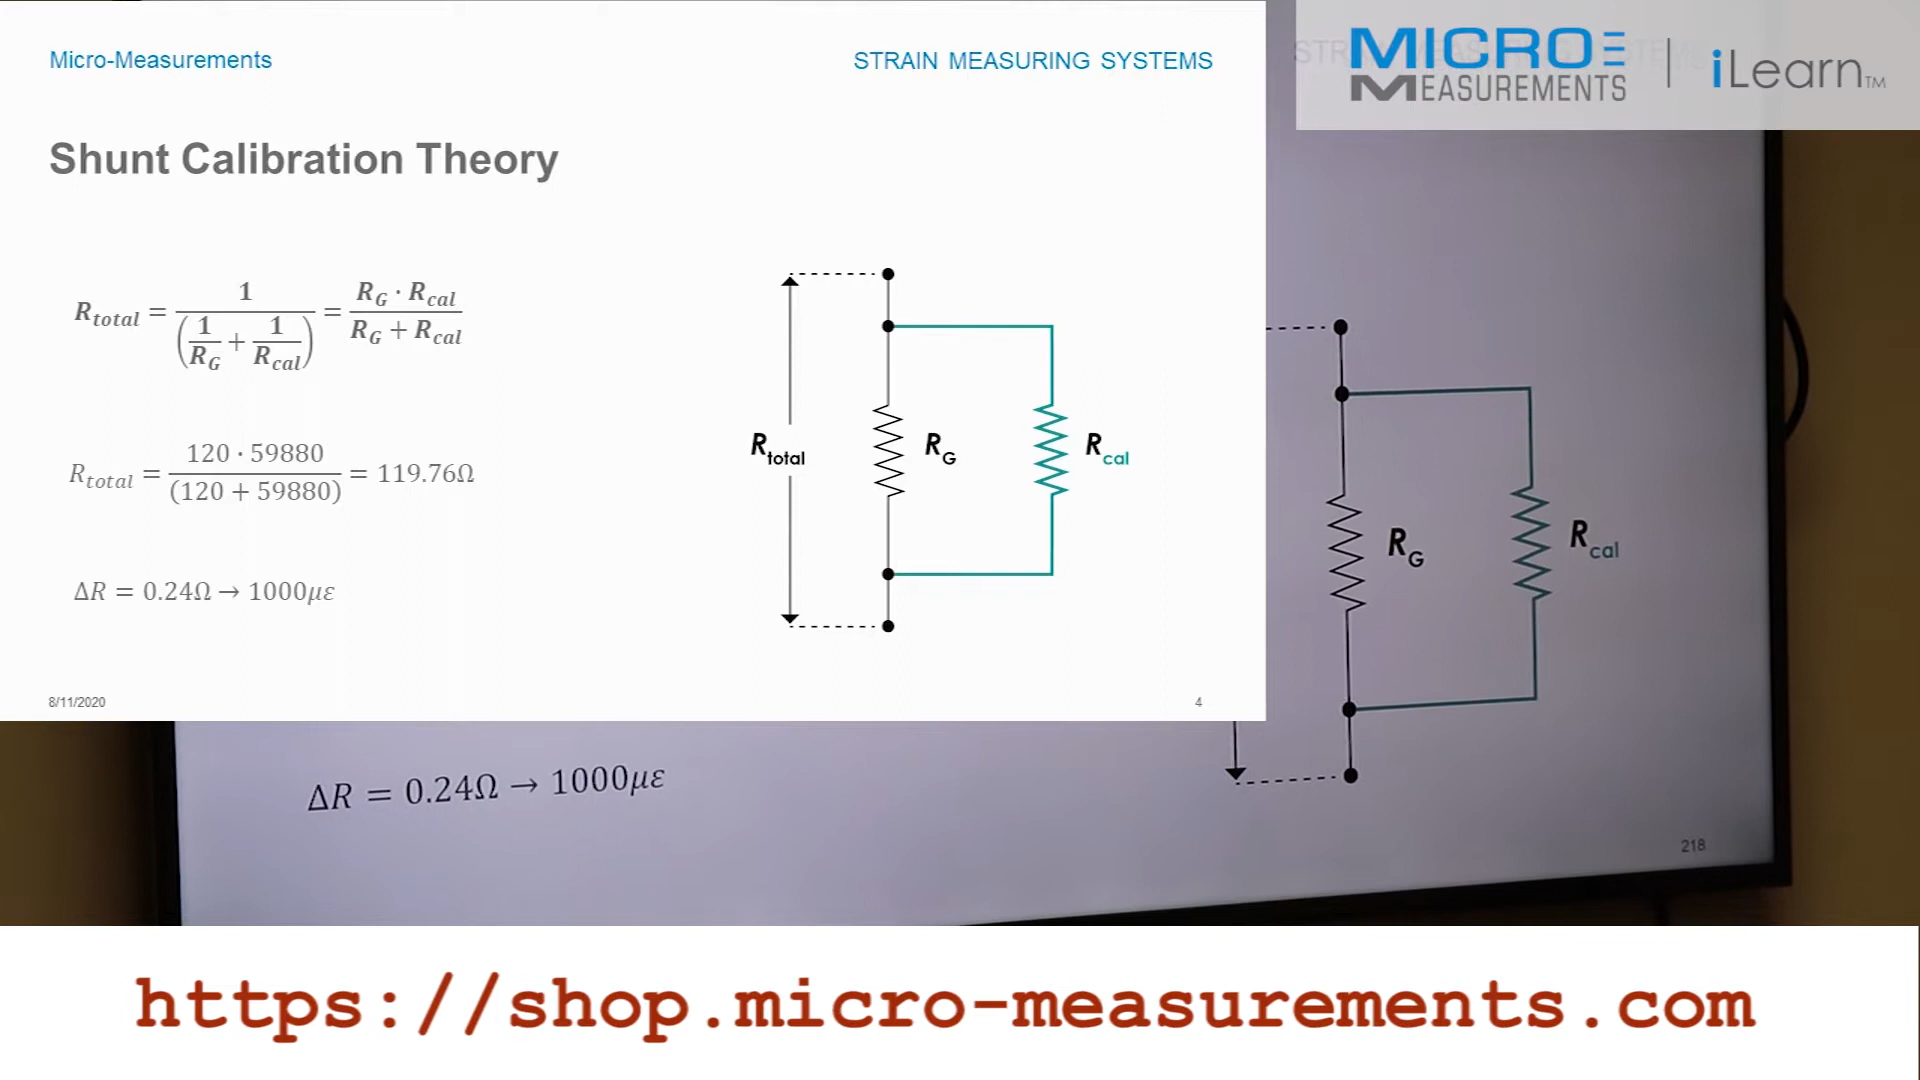 Micro-Measurements
STRAIN MEASURING SYSTEMS
MICRO
MEASUREMENTS | iLearn™
Shunt Calibration Theory
R_total = 1 / (1/R_G + 1/R_cal) = R_G · R_cal / R_G + R_cal
R_total = 120 · 59880 / (120 + 59880) = 119.76Ω
ΔR = 0.24Ω → 1000με
R_total
R_G
R_cal
8/11/2020
4
R_G
R_cal
ΔR = 0.24Ω → 1000με
218
https://shop.micro-measurements.com